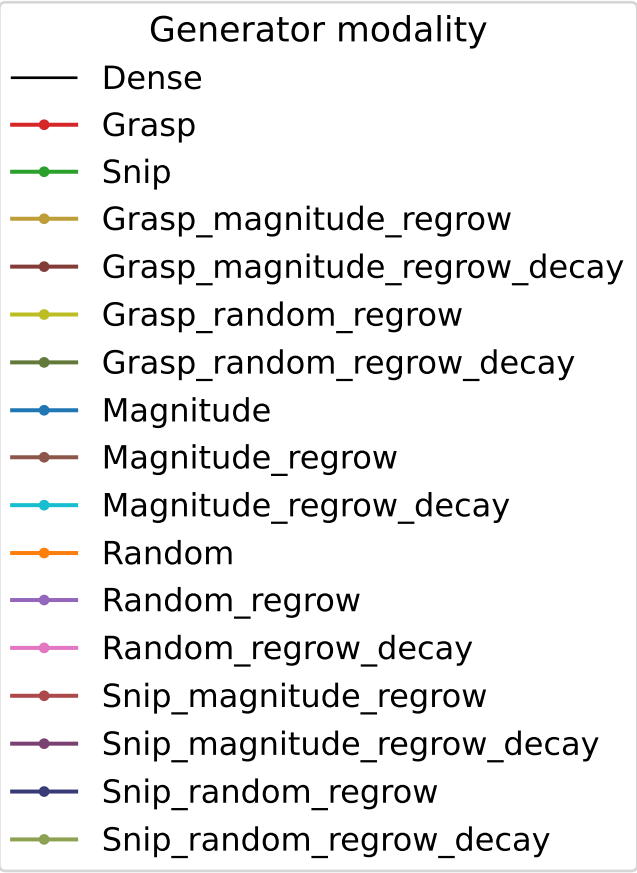 Generator modality
Dense
Grasp
Snip
Grasp_magnitude_regrow
Grasp_magnitude_regrow_decay
Grasp_random_regrow
Grasp_random_regrow_decay
Magnitude
Magnitude_regrow
Magnitude_regrow_decay
Random
Random_regrow
Random_regrow_decay
Snip_magnitude_regrow
Snip_magnitude_regrow_decay
Snip_random_regrow
Snip_random_regrow_decay